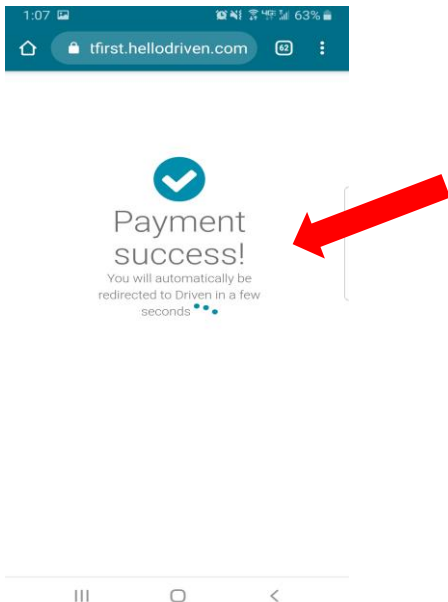 1:07 63%
tfirst.hellodriven.com 62
Payment
success!
You will automatically be
redirected to Driven in a few
seconds